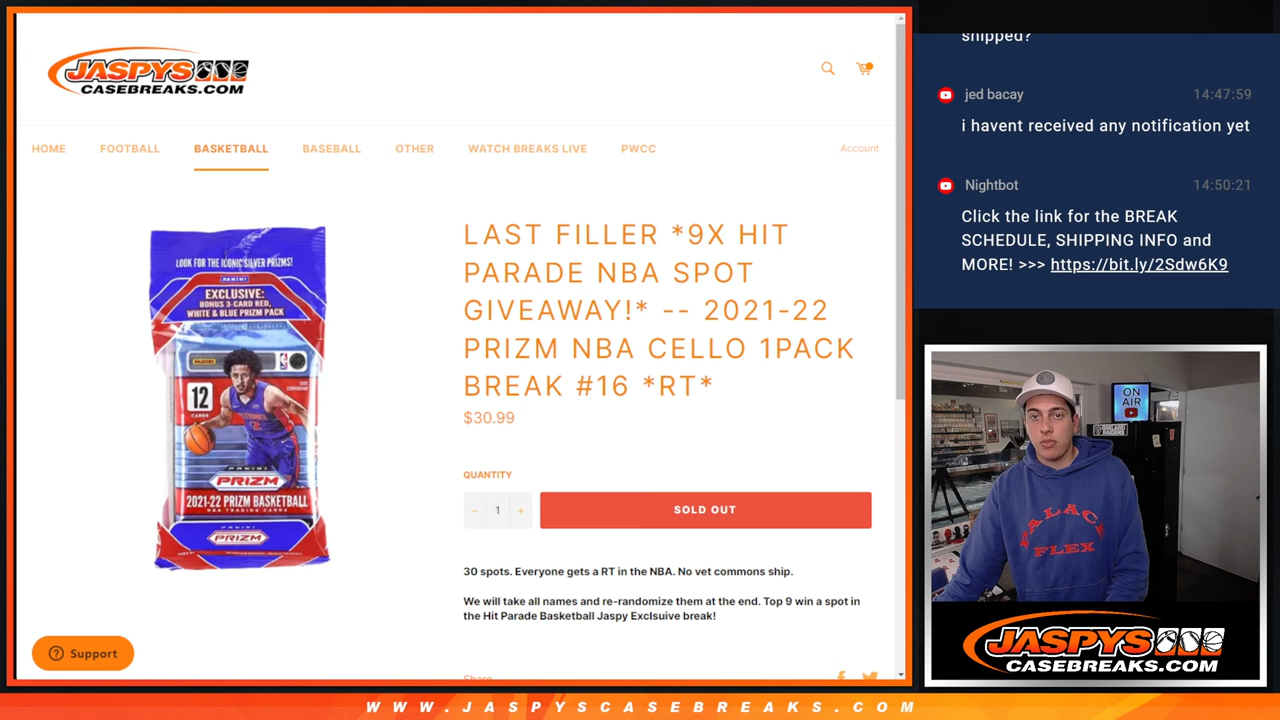 JASPYS
CASEBREAKS.COM
HOME FOOTBALL BASKETBALL BASEBALL OTHER WATCH BREAKS LIVE PWCC Account
LOOK FOR THE ICONIC SILVER PRIZMS!
PANINI
EXCLUSIVE:
BONUS 3-CARD RED,
WHITE & BLUE PRIZM PACK
12
CARDS
PANINI
PRIZM
2021-22 PRIZM BASKETBALL
NBA TRADING CARDS
PRIZM
LAST FILLER *9X HIT
PARADE NBA SPOT
GIVEAWAY!* -- 2021-22
PRIZM NBA CELLO 1PACK
BREAK #16 *RT*
$30.99
QUANTITY
− 1 +
SOLD OUT
30 spots. Everyone gets a RT in the NBA. No vet commons ship.
We will take all names and re-randomize them at the end. Top 9 win a spot in
the Hit Parade Basketball Jaspy Exclsuive break!
Share
Support
shipped?
jed bacay 14:47:59
i havent received any notification yet
Nightbot 14:50:21
Click the link for the BREAK
SCHEDULE, SHIPPING INFO and
MORE! >>> https://bit.ly/2Sdw6K9
ON
AIR
PALACE
FLEX
JASPYS
CASEBREAKS.COM
WWW.JASPYSCASEBREAKS.COM